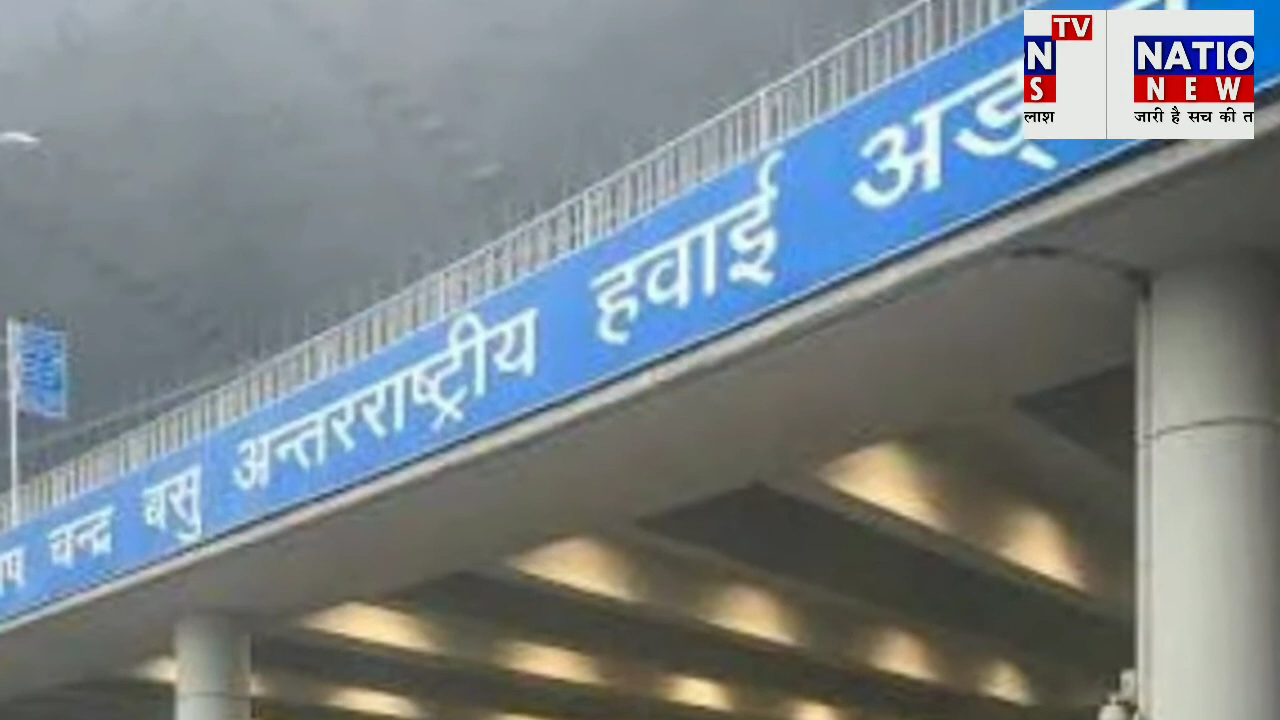 चन्द्र बसु अन्तरराष्ट्रीय हवाई
TV
NATIO
NEW
जारी है सच की त